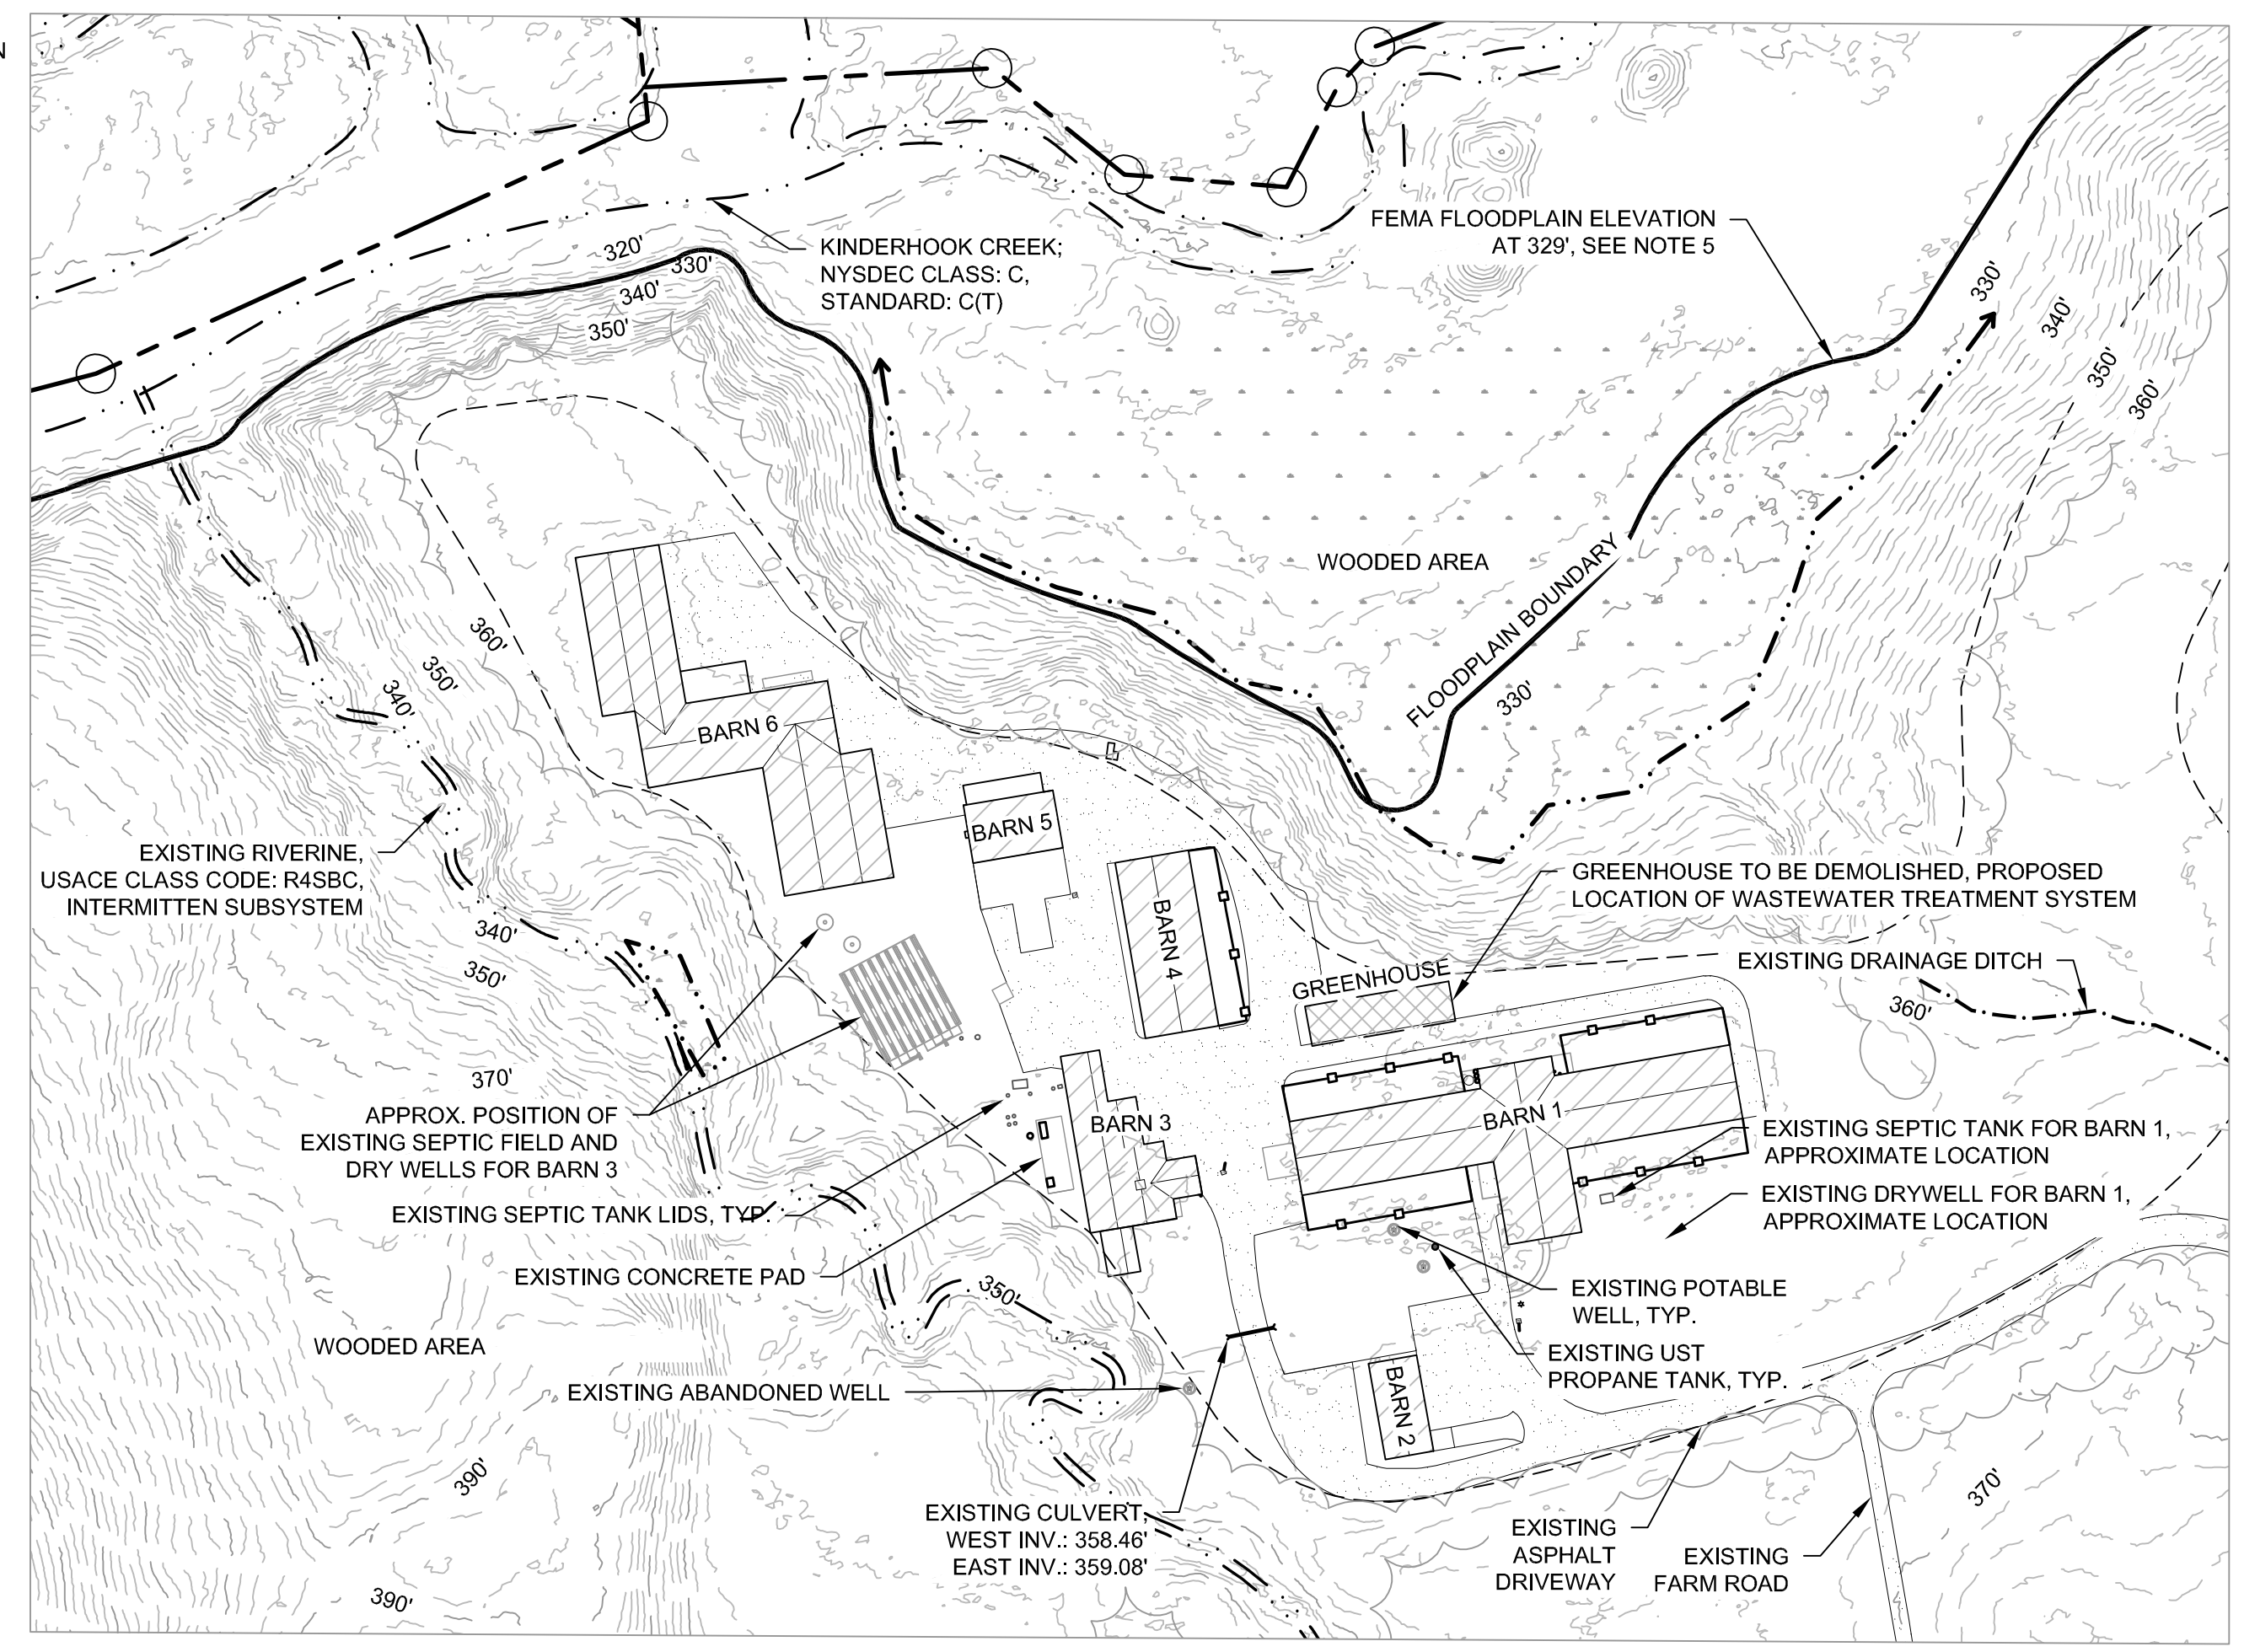 N
KINDERHOOK CREEK;
NYSDEC CLASS: C,
STANDARD: C(T)
FEMA FLOODPLAIN ELEVATION
AT 329', SEE NOTE 5
320'
330'
340'
350'
330'
340'
350'
360'
WOODED AREA
FLOODPLAIN BOUNDARY
330'
360'
350'
340'
BARN 6
BARN 5
BARN 4
EXISTING RIVERINE,
USACE CLASS CODE: R4SBC,
INTERMITTEN SUBSYSTEM
340'
350'
370'
GREENHOUSE TO BE DEMOLISHED, PROPOSED
LOCATION OF WASTEWATER TREATMENT SYSTEM
GREENHOUSE
EXISTING DRAINAGE DITCH
360'
APPROX. POSITION OF
EXISTING SEPTIC FIELD AND
DRY WELLS FOR BARN 3
BARN 3
BARN 1
EXISTING SEPTIC TANK FOR BARN 1,
APPROXIMATE LOCATION
EXISTING SEPTIC TANK LIDS, TYP.
EXISTING DRYWELL FOR BARN 1,
APPROXIMATE LOCATION
EXISTING CONCRETE PAD
350'
EXISTING POTABLE
WELL, TYP.
WOODED AREA
EXISTING UST
PROPANE TANK, TYP.
EXISTING ABANDONED WELL
BARN 2
390'
EXISTING CULVERT,
WEST INV.: 358.46'
EAST INV.: 359.08'
EXISTING
ASPHALT
DRIVEWAY
EXISTING
FARM ROAD
370'
390'